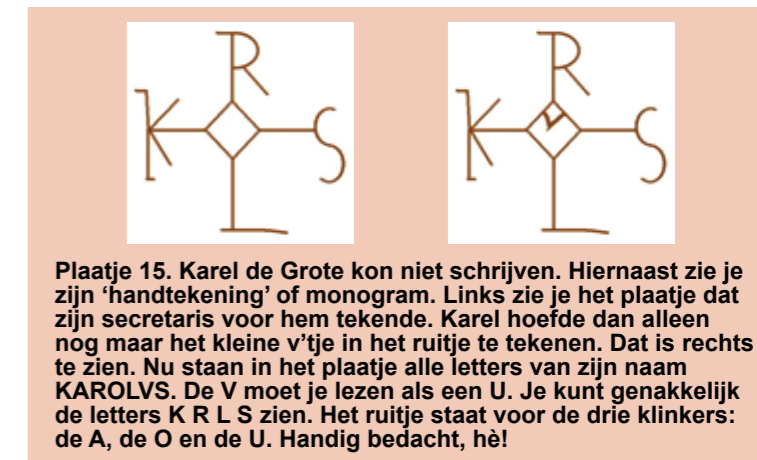 R R
K S K S
L L
Plaatje 15. Karel de Grote kon niet schrijven. Hiernaast zie je
zijn ‘handtekening’ of monogram. Links zie je het plaatje dat
zijn secretaris voor hem tekende. Karel hoefde dan alleen
nog maar het kleine v’tje in het ruitje te tekenen. Dat is rechts
te zien. Nu staan in het plaatje alle letters van zijn naam
KAROLVS. De V moet je lezen als een U. Je kunt genakkelijk
de letters K R L S zien. Het ruitje staat voor de drie klinkers:
de A, de O en de U. Handig bedacht, hè!